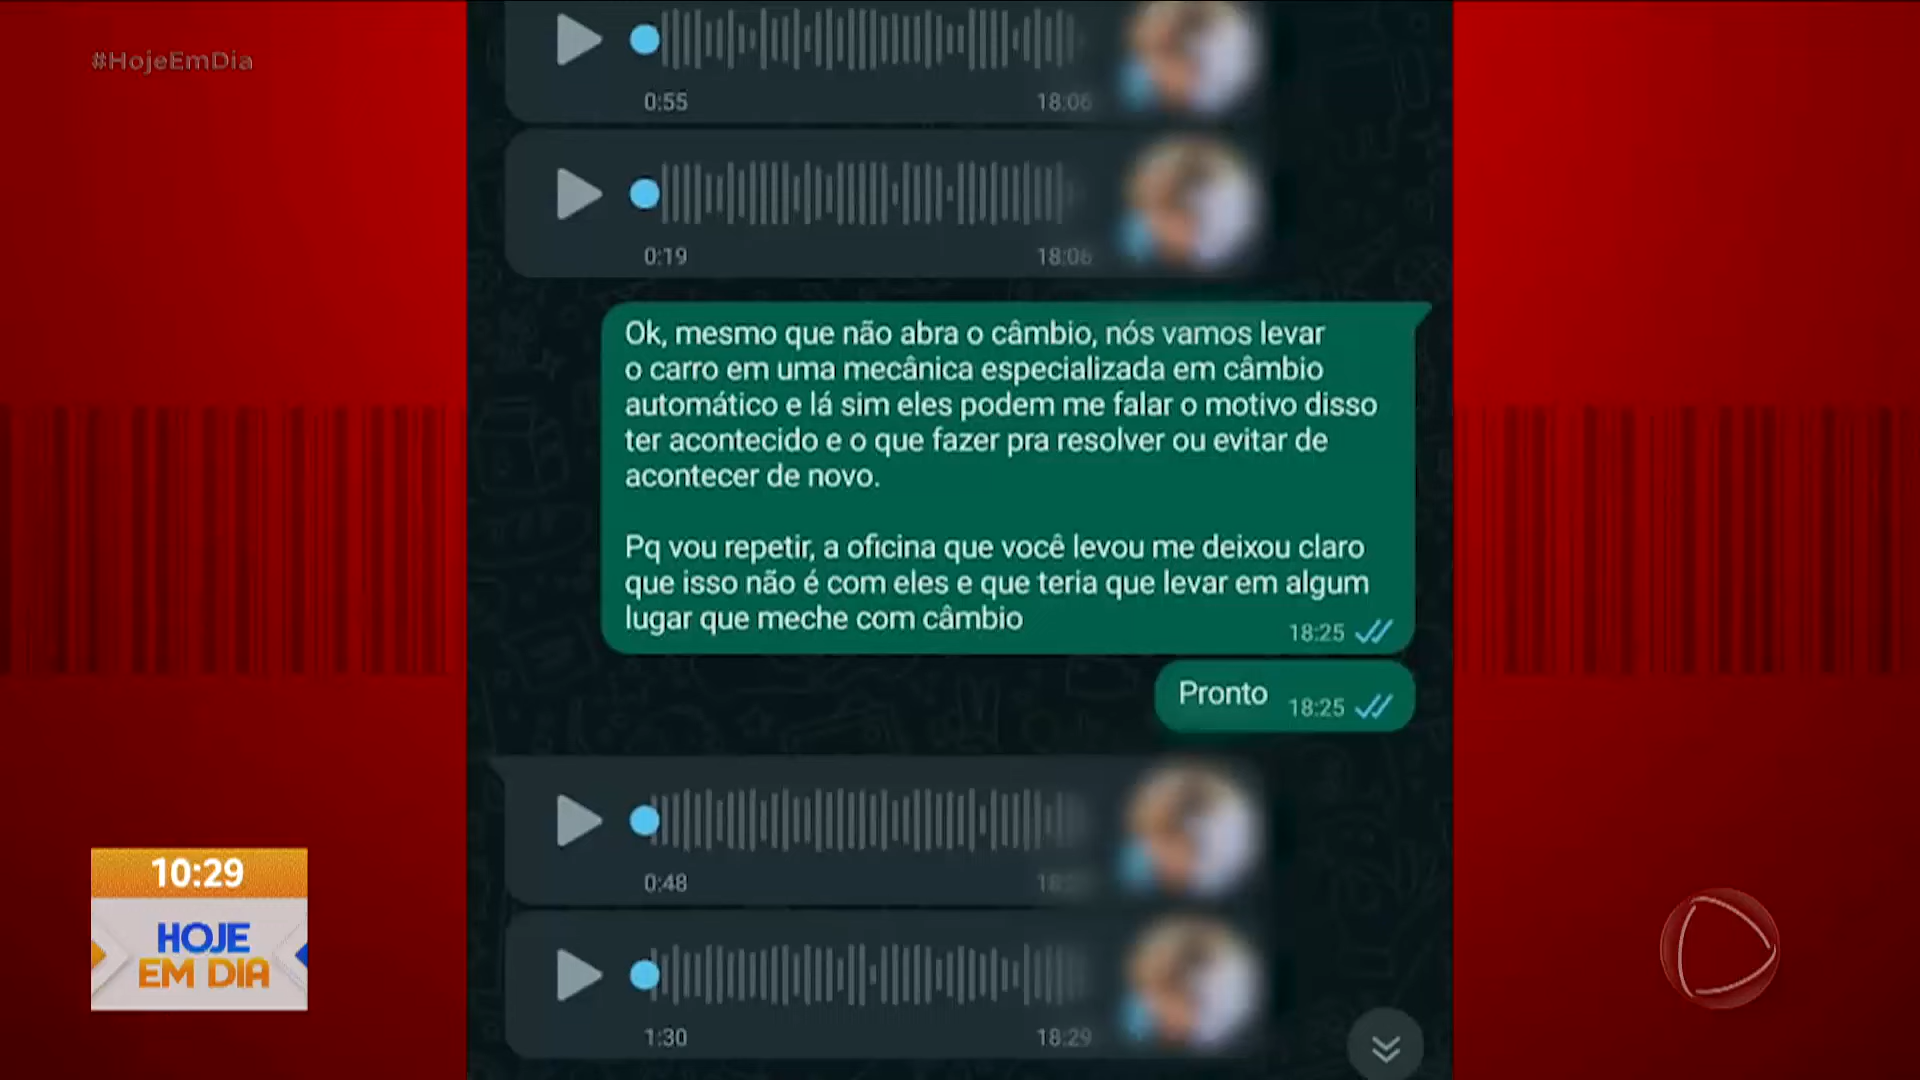 #HojeEmDia
0:55 18:06
0:19 18:06
Ok, mesmo que não abra o câmbio, nós vamos levar
o carro em uma mecânica especializada em câmbio
automático e lá sim eles podem me falar o motivo disso
ter acontecido e o que fazer pra resolver ou evitar de
acontecer de novo.
Pq vou repetir, a oficina que você levou me deixou claro
que isso não é com eles e que teria que levar em algum
lugar que meche com câmbio
18:25
Pronto 18:25
0:48
1:30 18:29
10:29
HOJE
EM DIA